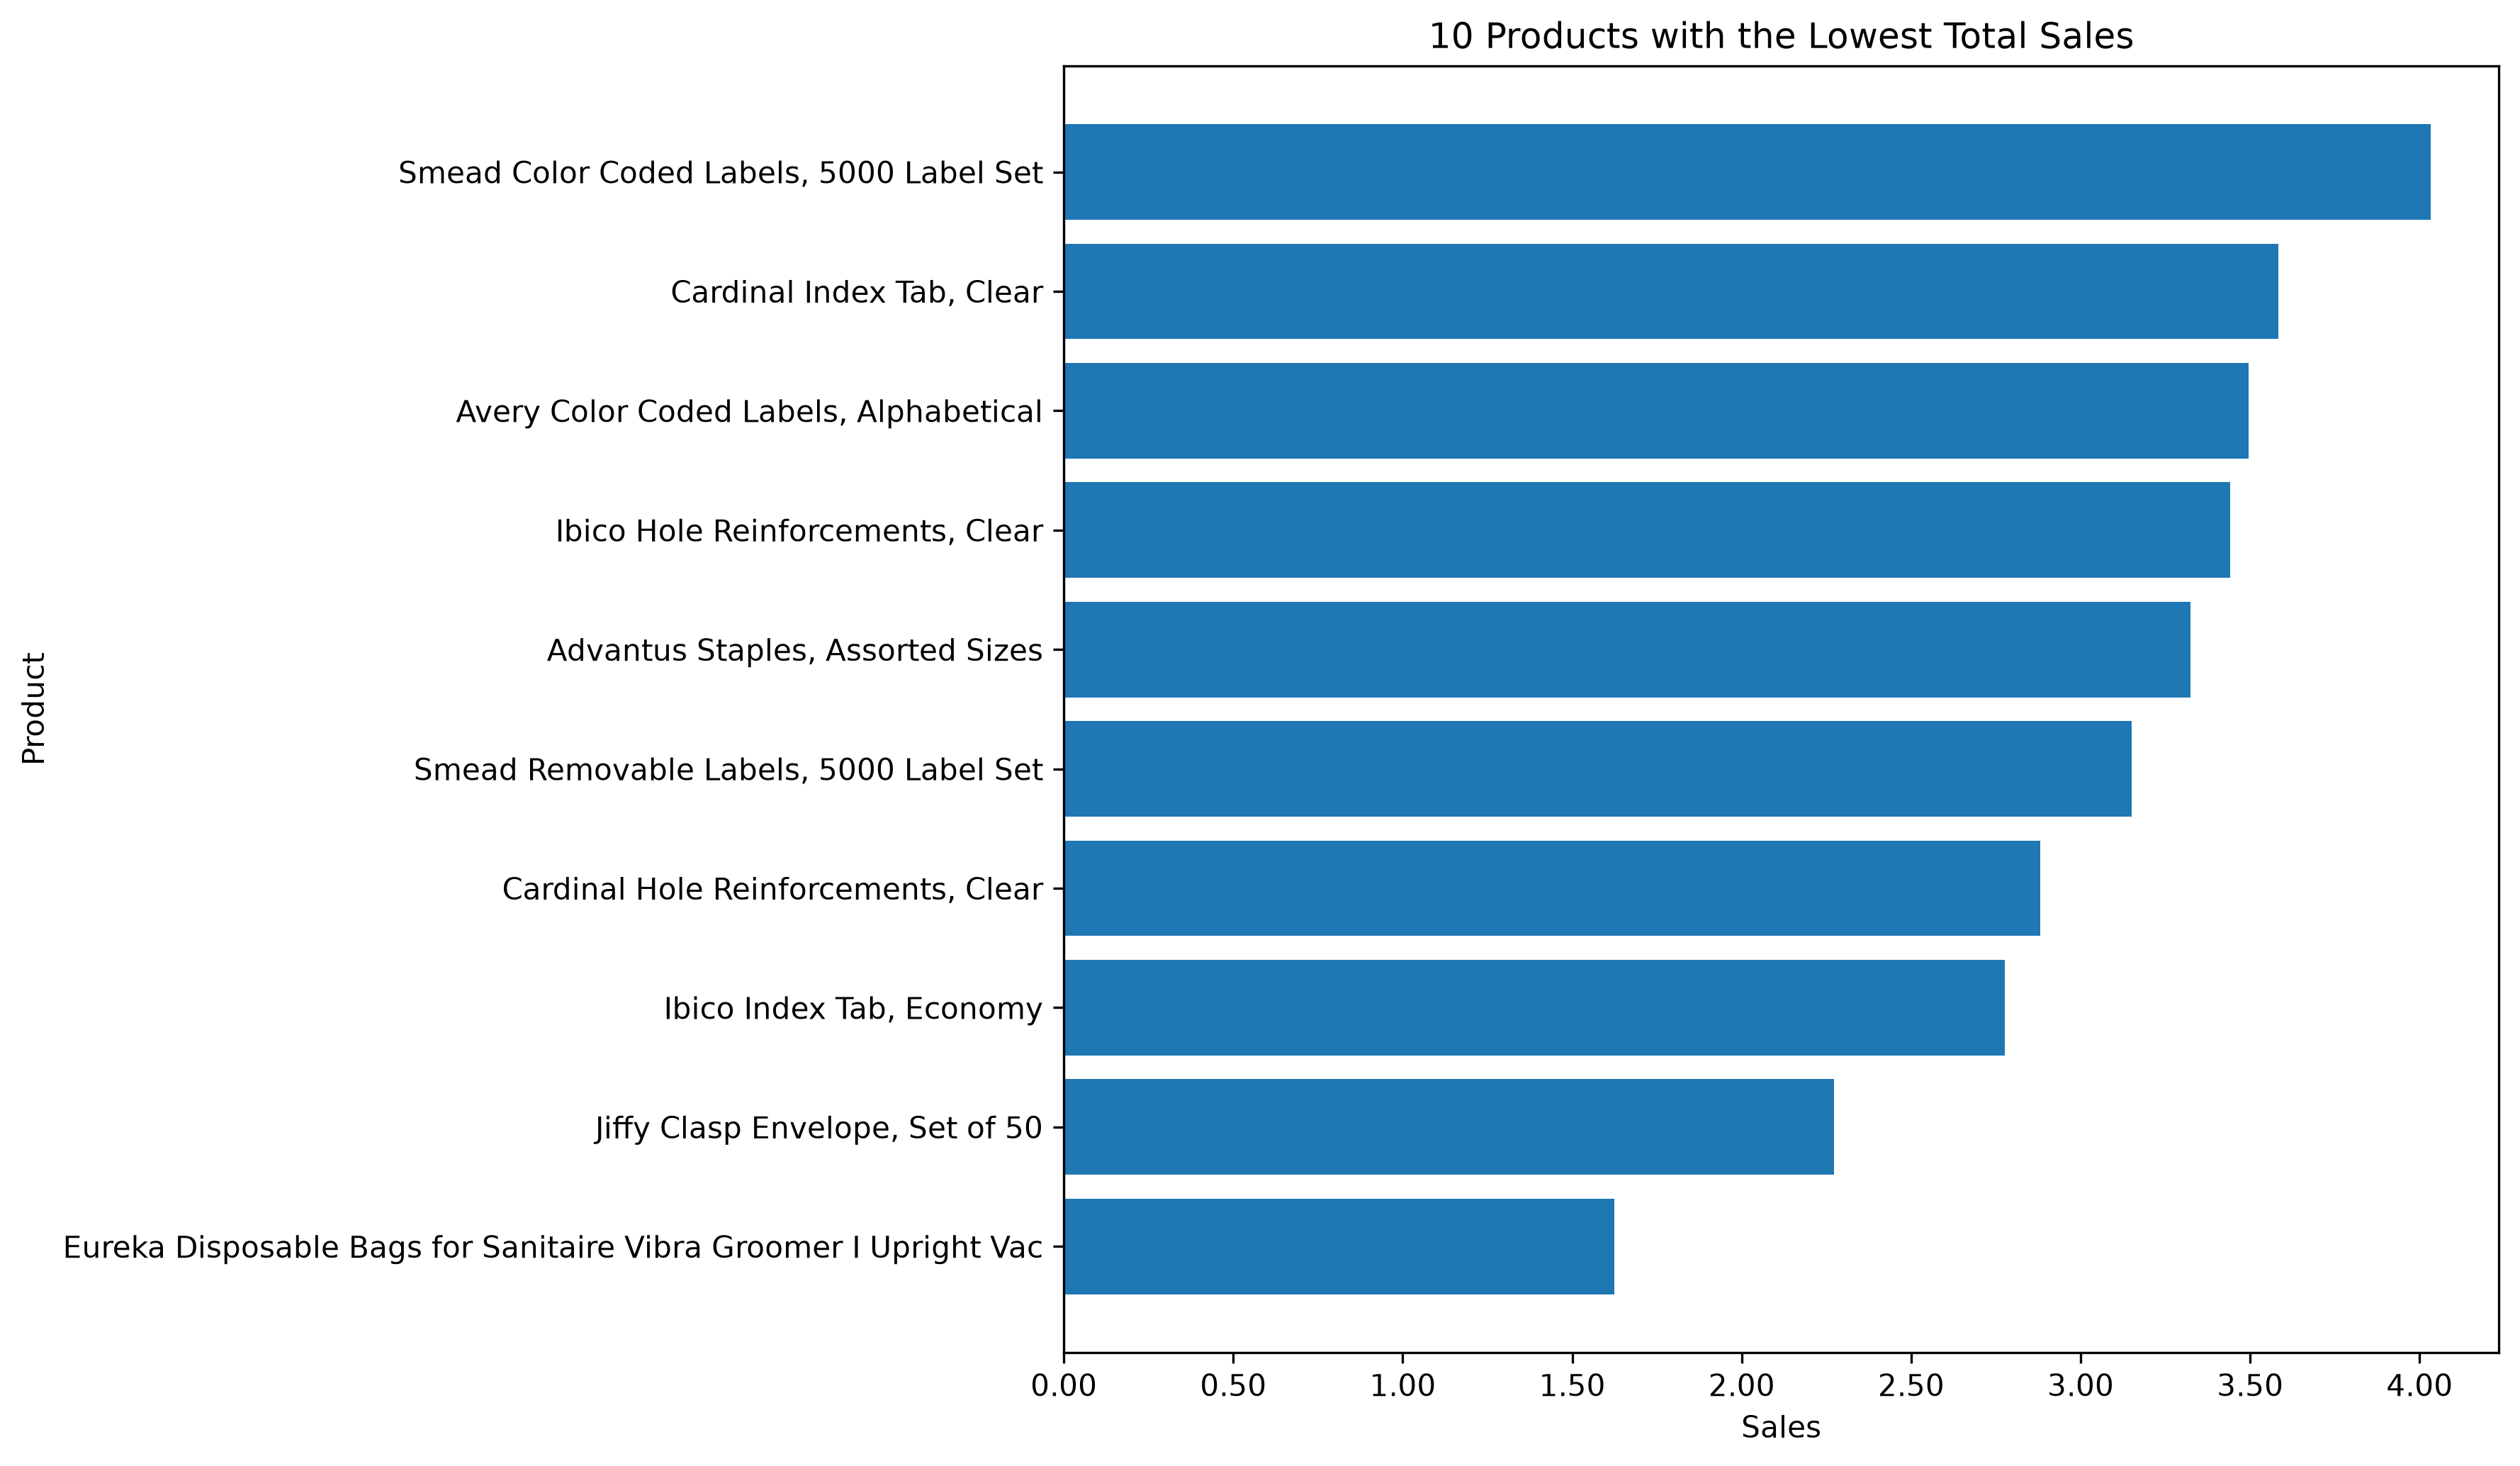 10 Products with the Lowest Total Sales
Product
Smead Color Coded Labels, 5000 Label Set
Cardinal Index Tab, Clear
Avery Color Coded Labels, Alphabetical
Ibico Hole Reinforcements, Clear
Advantus Staples, Assorted Sizes
Smead Removable Labels, 5000 Label Set
Cardinal Hole Reinforcements, Clear
Ibico Index Tab, Economy
Jiffy Clasp Envelope, Set of 50
Eureka Disposable Bags for Sanitaire Vibra Groomer I Upright Vac
0.00 0.50 1.00 1.50 2.00 2.50 3.00 3.50 4.00
Sales